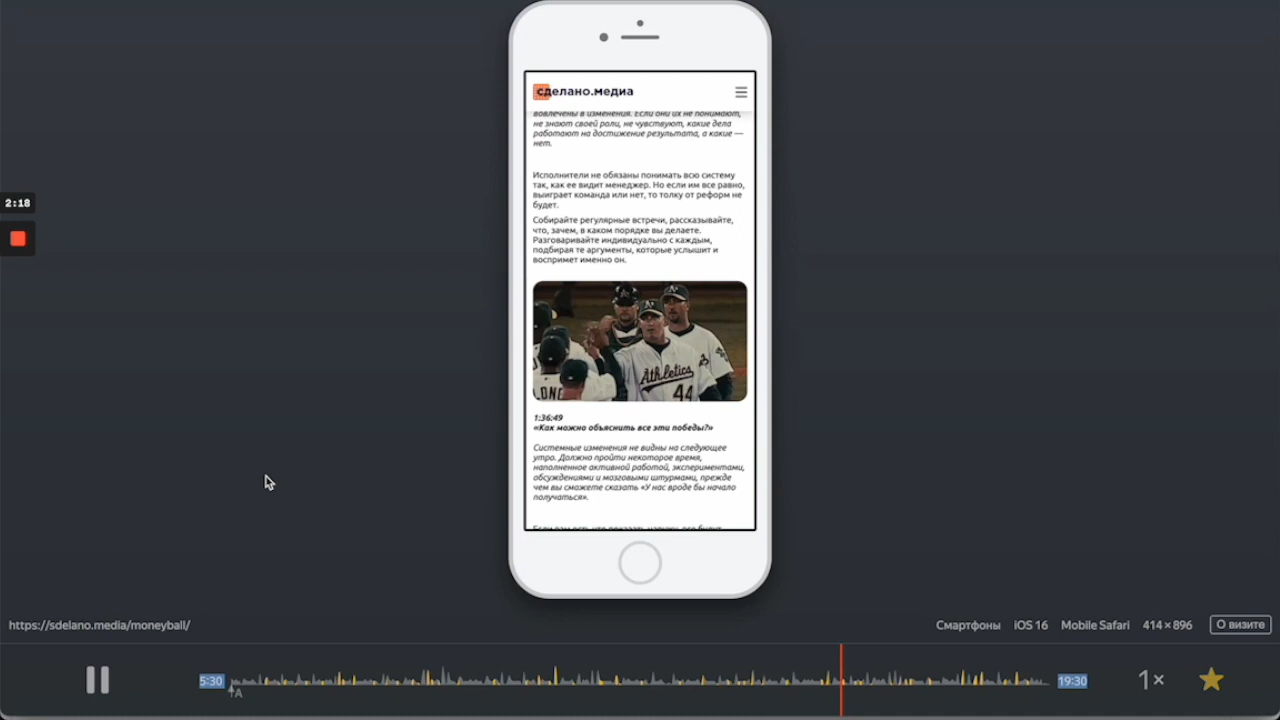 сделано.медиа
вовлечены в изменения. Если они их не понимают,
не знают своей роли, не чувствуют, какие дела
работают на достижение результата, а какие —
нет.
Исполнители не обязаны понимать всю систему
так, как ее видит менеджер. Но если им все равно,
выиграет команда или нет, то толку от реформ не
будет.
Собирайте регулярные встречи, рассказывайте,
что, зачем, в каком порядке вы делаете.
Разговаривайте индивидуально с каждым,
подбирая те аргументы, которые услышит и
воспримет именно он.
Athletics
44
LONG
1:36:49
«Как можно объяснить все эти победы?»
Системные изменения не видны на следующее
утро. Должно пройти некоторое время,
наполненное активной работой, экспериментами,
обсуждениями и мозговыми штурмами, прежде
чем вы сможете сказать «У нас вроде бы начало
получаться».
2:18
https://sdelano.media/moneyball/
Смартфоны iOS 16 Mobile Safari 414×896 О визите
5:30 19:30 1×
A